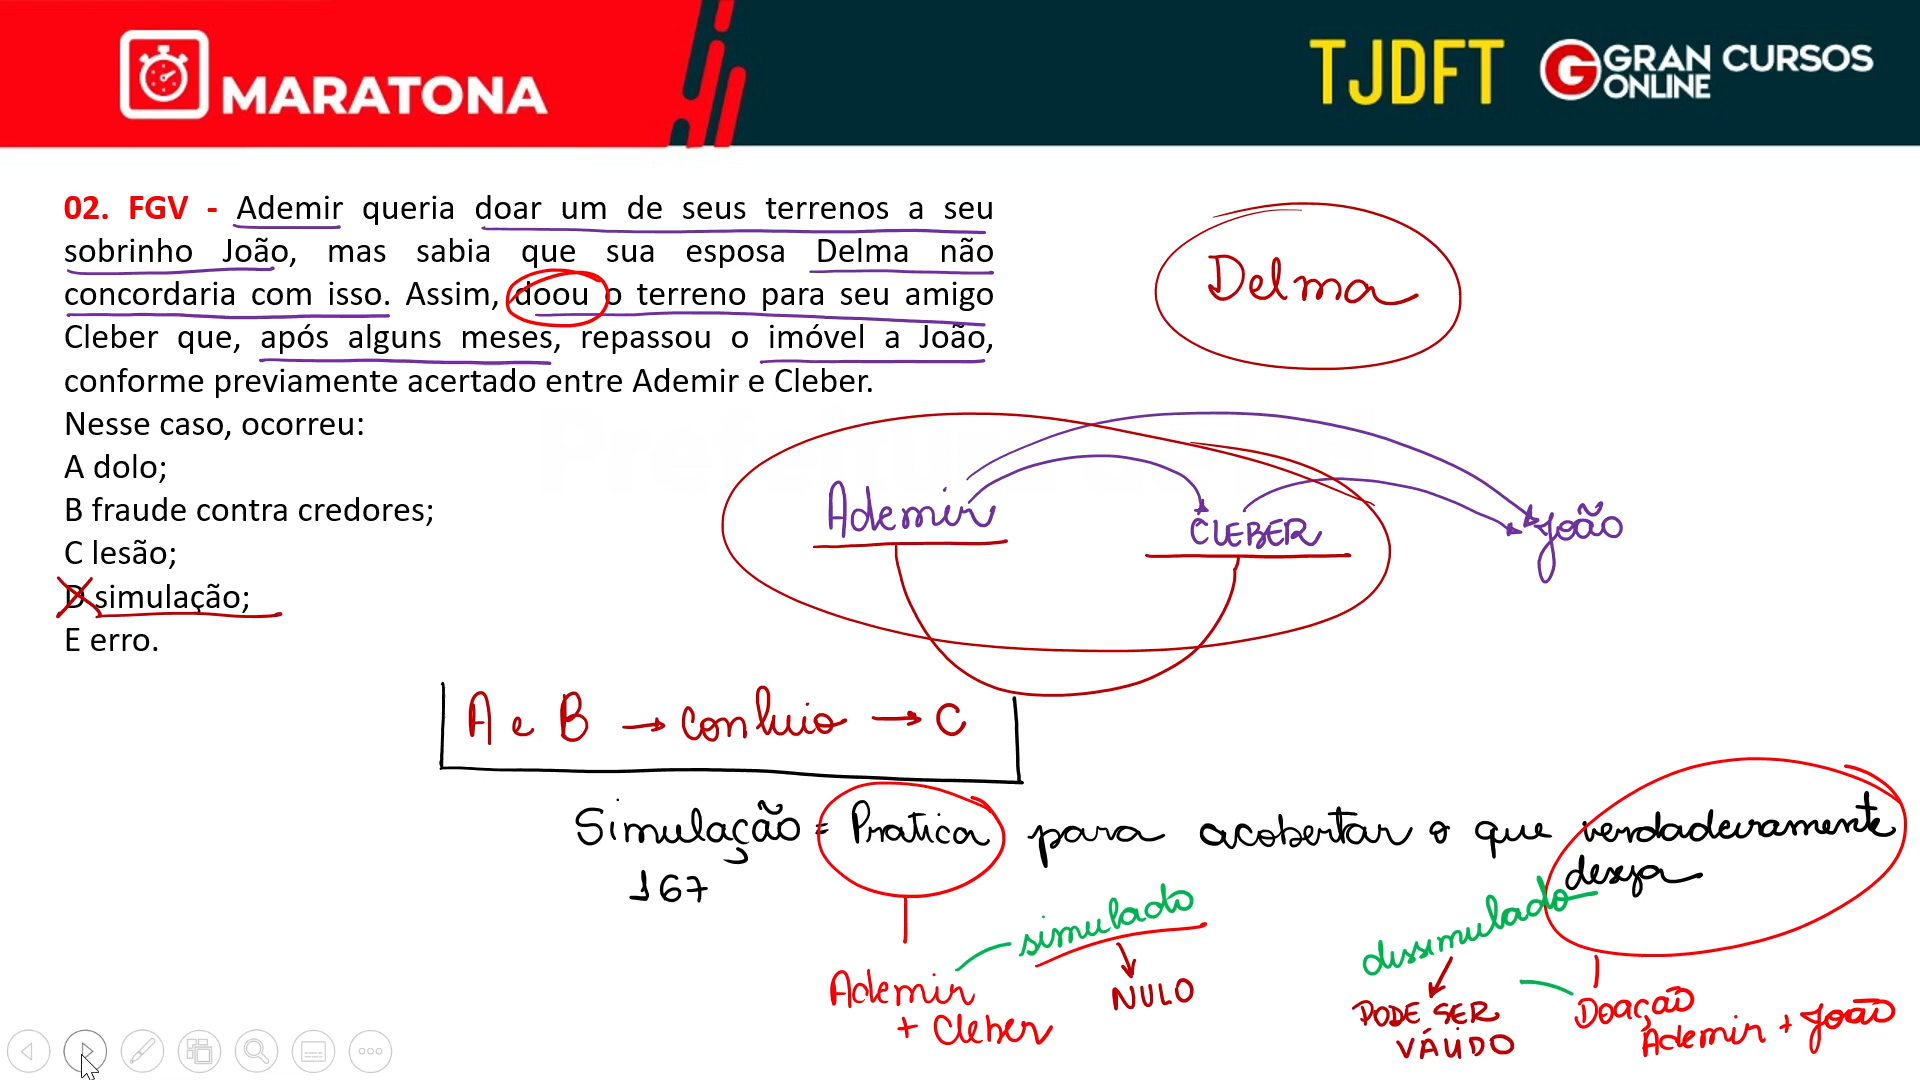 MARATONA
TJDFT
GRAN CURSOS
ONLINE
02. FGV - Ademir queria doar um de seus terrenos a seu
sobrinho João, mas sabia que sua esposa Delma não
concordaria com isso. Assim, doou o terreno para seu amigo
Cleber que, após alguns meses, repassou o imóvel a João,
conforme previamente acertado entre Ademir e Cleber.
Nesse caso, ocorreu:
A dolo;
B fraude contra credores;
C lesão;
D simulação;
E erro.
Delma
Ademir
CLEBER
João
A e B → conluio → C
Simulação = Pratica para acobertar o que verdadeiramente
deseja
167
simulado
dissimulado
NULO
Ademir
+ Cleber
PODE SER
VÁLIDO
Doação
Ademir + João